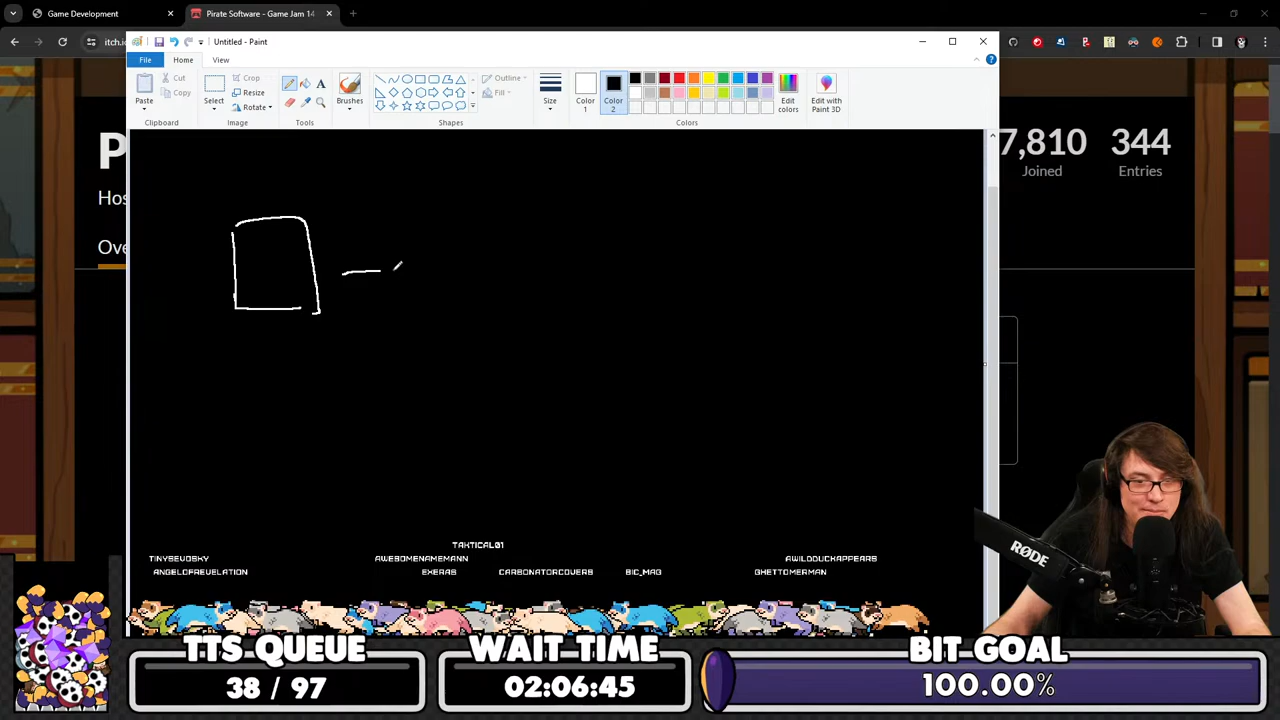 Game Development
Pirate Software - Game Jam 14
itch.io
Untitled - Paint
File Home View
Paste
Cut
Copy
Clipboard
Select
Crop
Resize
Rotate
Image
Tools
Brushes
Shapes
Outline
Fill
Size
Color 1
Color 2
Colors
Edit colors
Edit with Paint 3D
P
Hos
Ove
7,810 344
Joined Entries
TAKTICAL01
TINYSEVOSKY AWESOMENAMEMANN AWILDDUCKAPPEARS
ANGELOFREVELATION EXERAS CARBONATORCOVERS BIC_MAG GHETTOMERMAN
RØDE
TTS QUEUE WAIT TIME BIT GOAL
38 / 97 02:06:45 100.00%